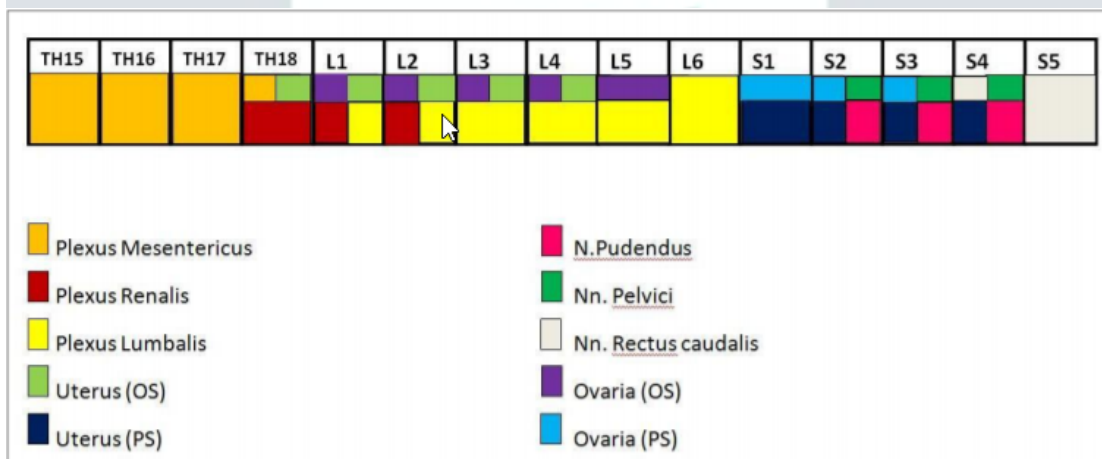 TH15 TH16 TH17 TH18 L1 L2 L3 L4 L5 L6 S1 S2 S3 S4 S5
Plexus Mesentericus
Plexus Renalis
Plexus Lumbalis
Uterus (OS)
Uterus (PS)
N.Pudendus
Nn. Pelvici
Nn. Rectus caudalis
Ovaria (OS)
Ovaria (PS)